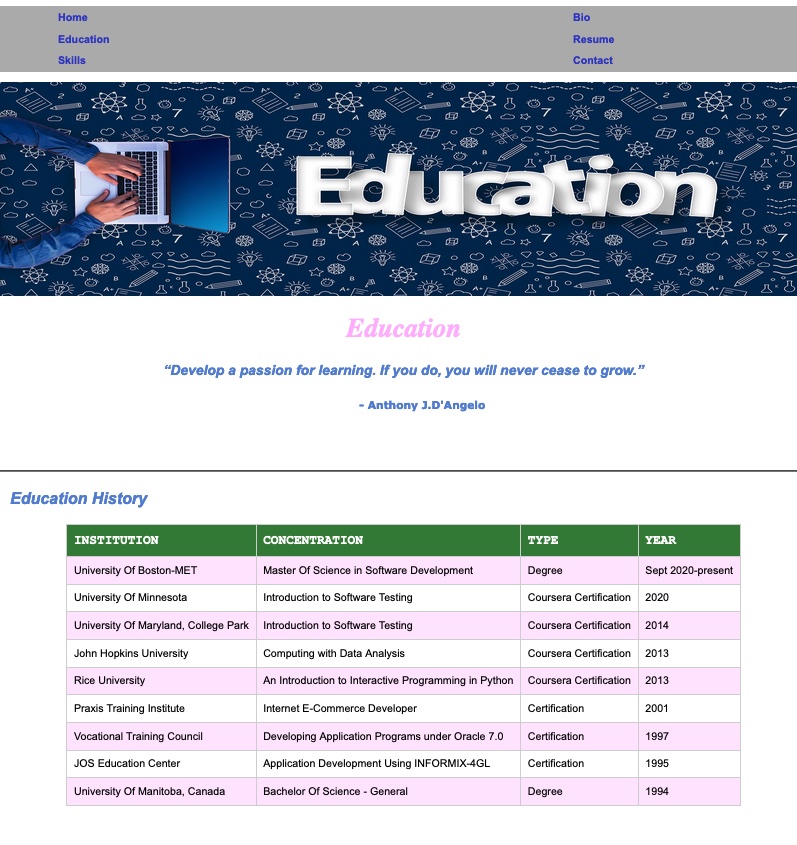 Home Bio
Education Resume
Skills Contact
Education
Education
“Develop a passion for learning. If you do, you will never cease to grow.”
- Anthony J.D'Angelo
Education History
INSTITUTION CONCENTRATION TYPE YEAR
University Of Boston-MET Master Of Science in Software Development Degree Sept 2020-present
University Of Minnesota Introduction to Software Testing Coursera Certification 2020
University Of Maryland, College Park Introduction to Software Testing Coursera Certification 2014
John Hopkins University Computing with Data Analysis Coursera Certification 2013
Rice University An Introduction to Interactive Programming in Python Coursera Certification 2013
Praxis Training Institute Internet E-Commerce Developer Certification 2001
Vocational Training Council Developing Application Programs under Oracle 7.0 Certification 1997
JOS Education Center Application Development Using INFORMIX-4GL Certification 1995
University Of Manitoba, Canada Bachelor Of Science - General Degree 1994